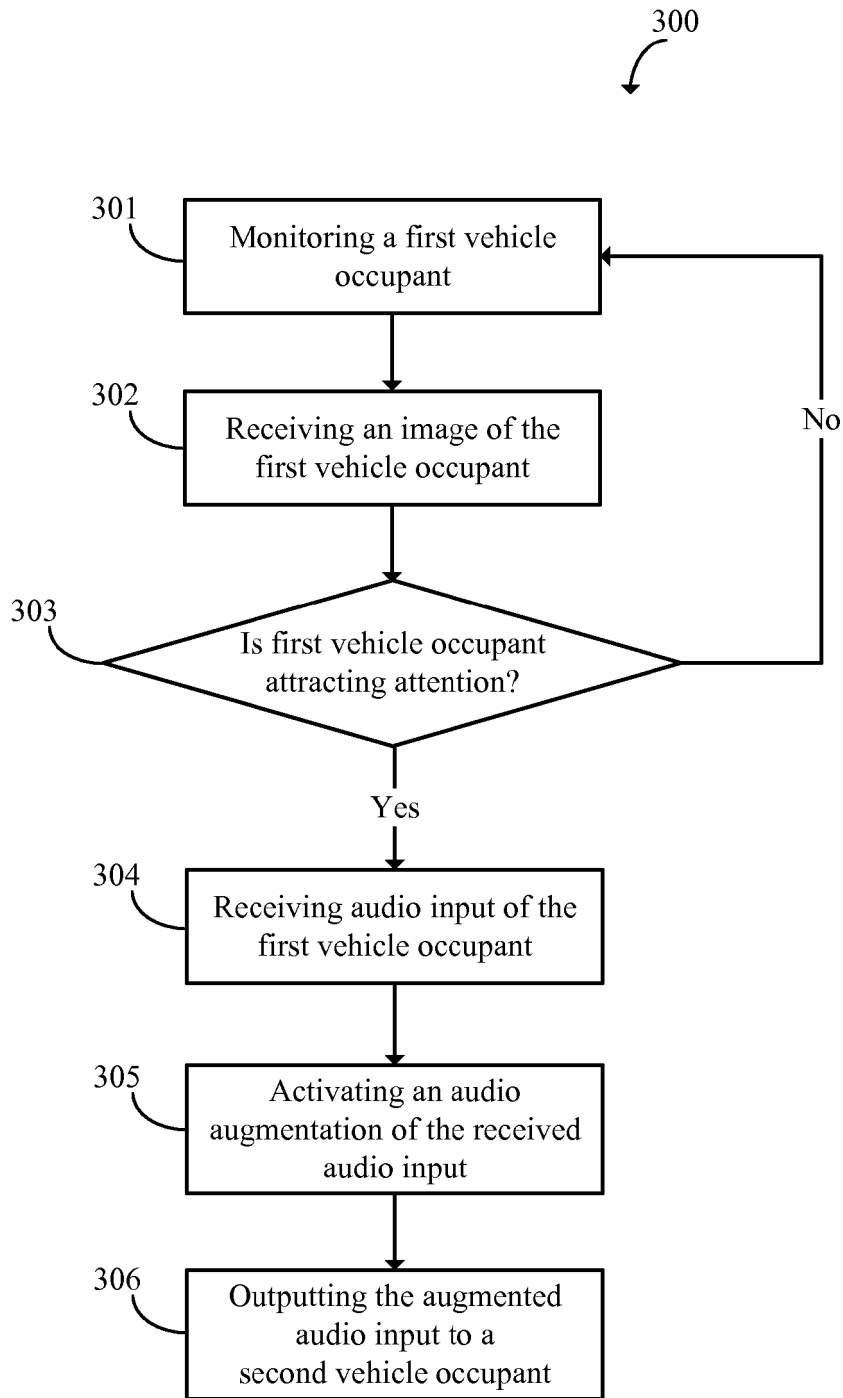 300
301
Monitoring a first vehicle
occupant
302
Receiving an image of the
first vehicle occupant
No
303
Is first vehicle occupant
attracting attention?
Yes
304
Receiving audio input of the
first vehicle occupant
305
Activating an audio
augmentation of the received
audio input
306
Outputting the augmented
audio input to a
second vehicle occupant